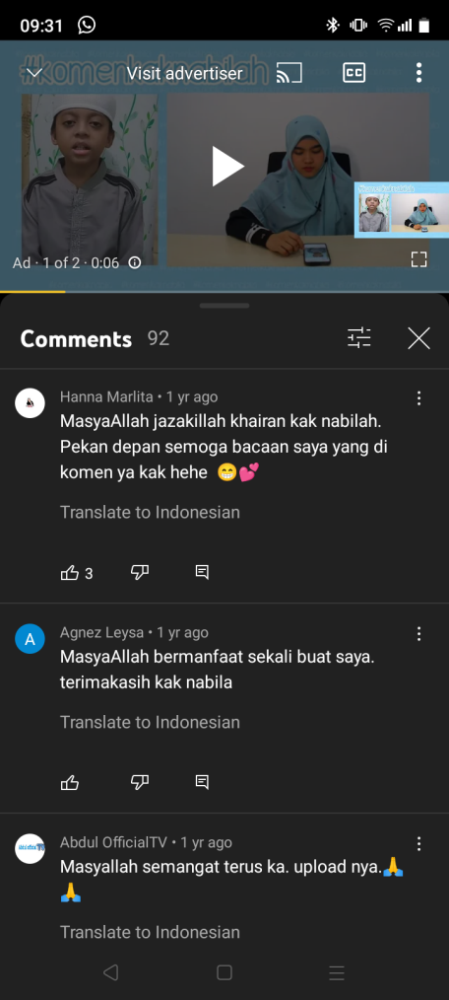 09:31
#komenkaknabilah
Visit advertiser
CC
Ad · 1 of 2 · 0:06
Comments 92
Hanna Marlita • 1 yr ago
MasyaAllah jazakillah khairan kak nabilah.
Pekan depan semoga bacaan saya yang di
komen ya kak hehe 😁💕
Translate to Indonesian
3
A
Agnez Leysa • 1 yr ago
MasyaAllah bermanfaat sekali buat saya.
terimakasih kak nabila
Translate to Indonesian
Abdul OfficialTV • 1 yr ago
Masyallah semangat terus ka. upload nya.🙏
🙏
Translate to Indonesian